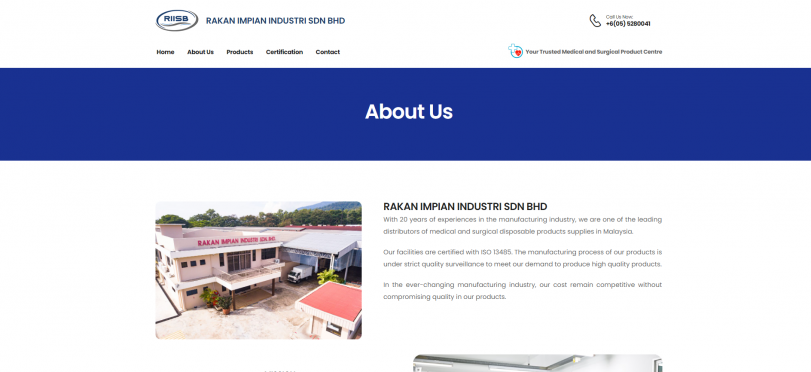 RIISB
RAKAN IMPIAN INDUSTRI SDN BHD
Call Us Now:
+6(05) 5280041
Home About Us Products Certification Contact
Your Trusted Medical and Surgical Product Centre
About Us
RAKAN IMPIAN INDUSTRI SDN. BHD.
RAKAN IMPIAN INDUSTRI SDN BHD
With 20 years of experiences in the manufacturing industry, we are one of the leading
distributors of medical and surgical disposable products supplies in Malaysia.
Our facilities are certified with ISO 13485. The manufacturing process of our products is
under strict quality surveillance to meet our demand to produce high quality products.
In the ever-changing manufacturing industry, our cost remain competitive without
compromising quality in our products.